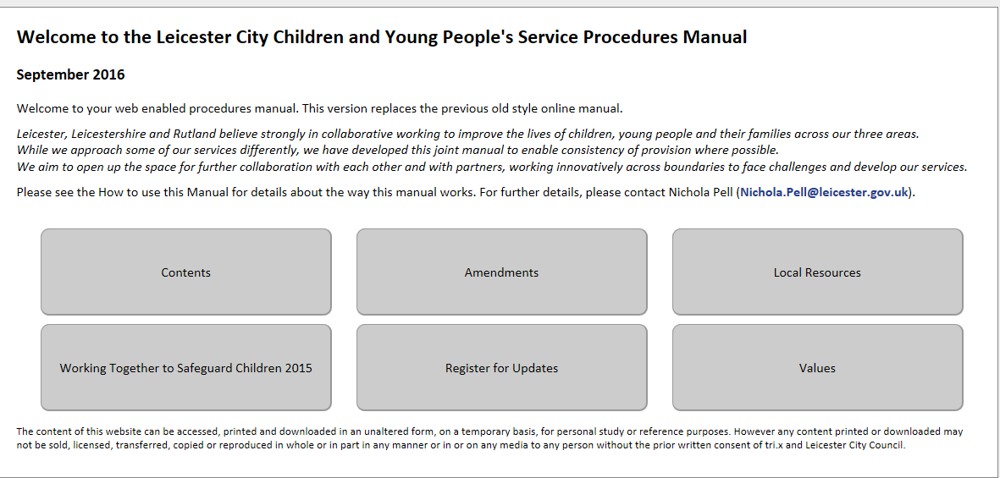 Welcome to the Leicester City Children and Young People's Service Procedures Manual
September 2016
Welcome to your web enabled procedures manual. This version replaces the previous old style online manual.
Leicester, Leicestershire and Rutland believe strongly in collaborative working to improve the lives of children, young people and their families across our three areas.
While we approach some of our services differently, we have developed this joint manual to enable consistency of provision where possible.
We aim to open up the space for further collaboration with each other and with partners, working innovatively across boundaries to face challenges and develop our services.
Please see the How to use this Manual for details about the way this manual works. For further details, please contact Nichola Pell (Nichola.Pell@leicester.gov.uk).
Contents
Amendments
Local Resources
Working Together to Safeguard Children 2015
Register for Updates
Values
The content of this website can be accessed, printed and downloaded in an unaltered form, on a temporary basis, for personal study or reference purposes. However any content printed or downloaded may
not be sold, licensed, transferred, copied or reproduced in whole or in part in any manner or in or on any media to any person without the prior written consent of tri.x and Leicester City Council.